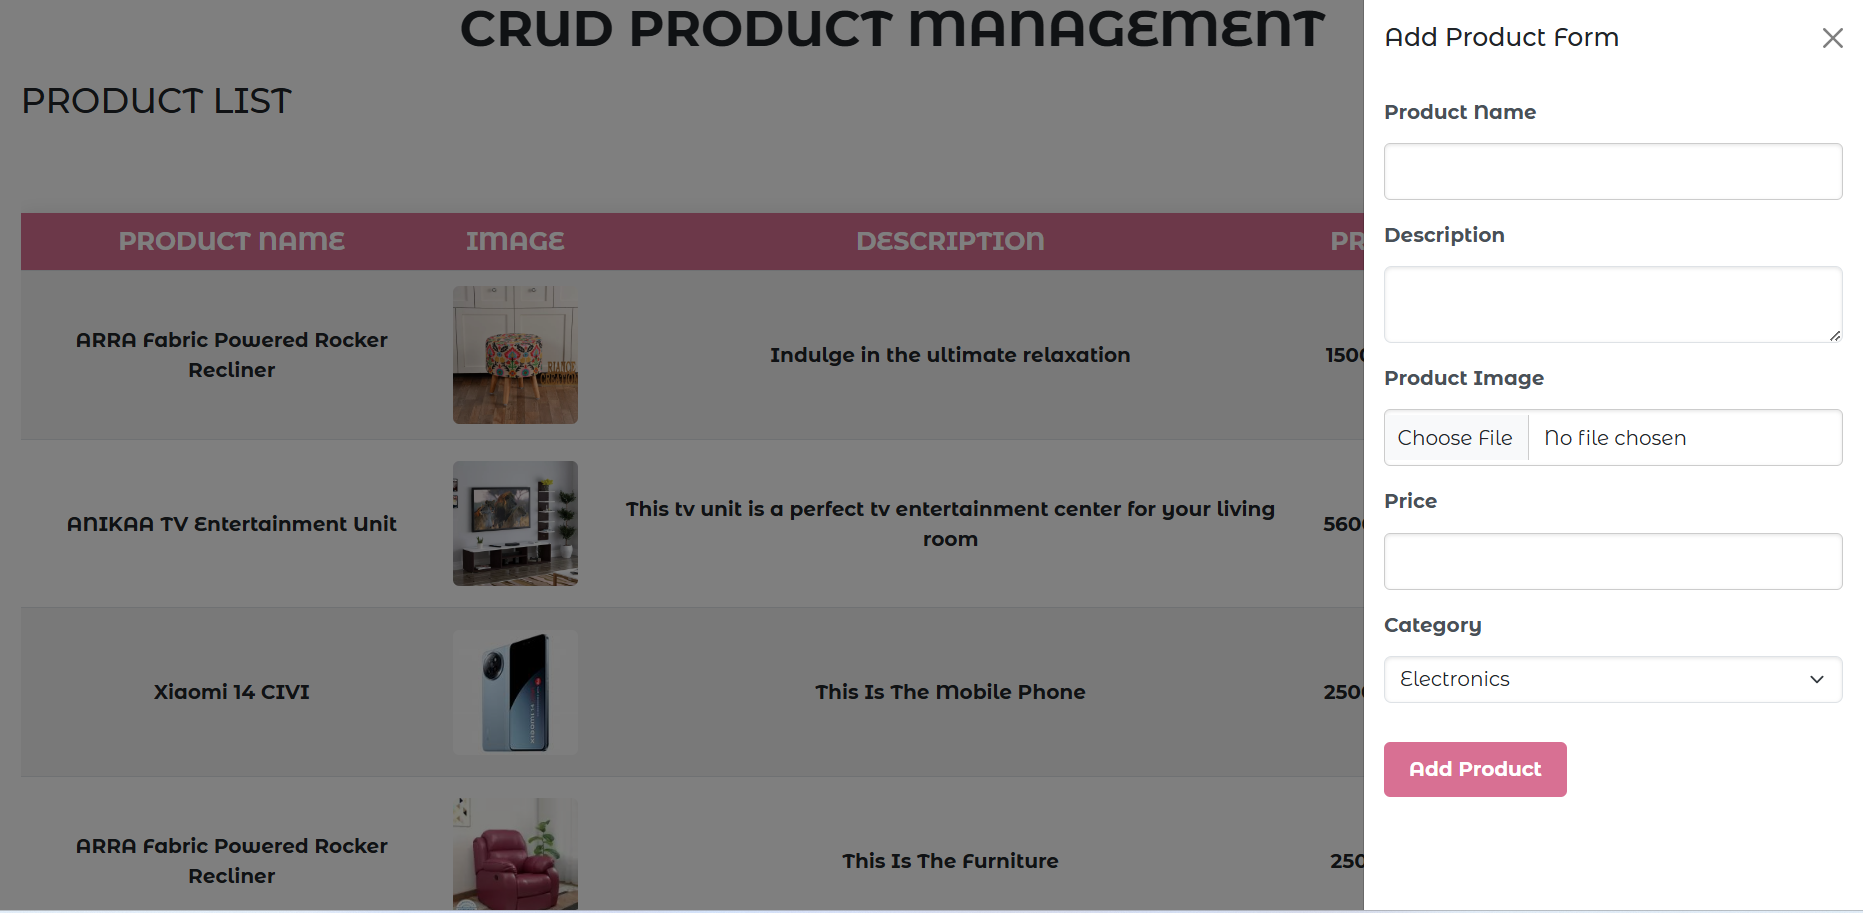 CRUD PRODUCT MANAGEMENT
PRODUCT LIST
PRODUCT NAME IMAGE DESCRIPTION PR
ARRA Fabric Powered Rocker
Recliner
Indulge in the ultimate relaxation
1500
ANIKAA TV Entertainment Unit
This tv unit is a perfect tv entertainment center for your living
room
5600
Xiaomi 14 CIVI
This Is The Mobile Phone
2500
ARRA Fabric Powered Rocker
Recliner
This Is The Furniture
250
Add Product Form
Product Name
Description
Product Image
Choose File No file chosen
Price
Category
Electronics
Add Product